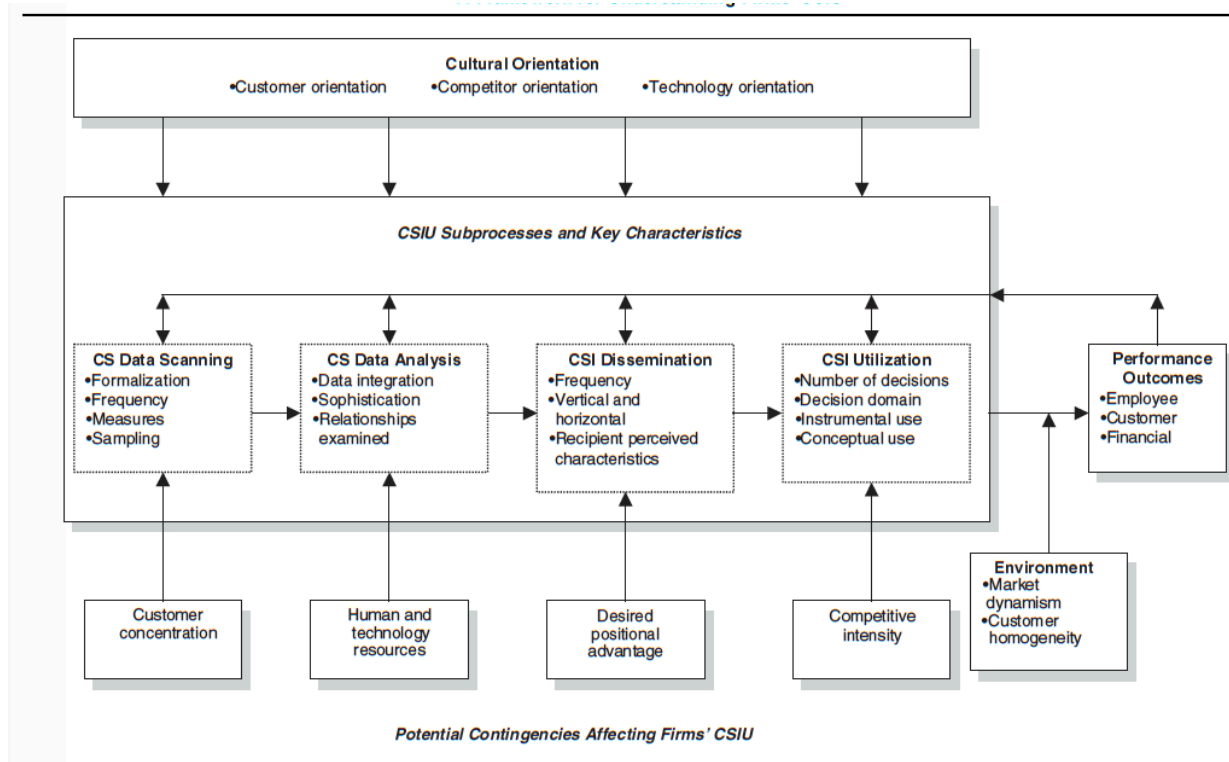 Cultural Orientation
•Customer orientation •Competitor orientation •Technology orientation
CSIU Subprocesses and Key Characteristics
CS Data Scanning
•Formalization
•Frequency
•Measures
•Sampling
CS Data Analysis
•Data integration
•Sophistication
•Relationships
examined
CSI Dissemination
•Frequency
•Vertical and
horizontal
•Recipient perceived
characteristics
CSI Utilization
•Number of decisions
•Decision domain
•Instrumental use
•Conceptual use
Performance
Outcomes
•Employee
•Customer
•Financial
Customer
concentration
Human and
technology
resources
Desired
positional
advantage
Competitive
intensity
Environment
•Market
dynamism
•Customer
homogeneity
Potential Contingencies Affecting Firms' CSIU